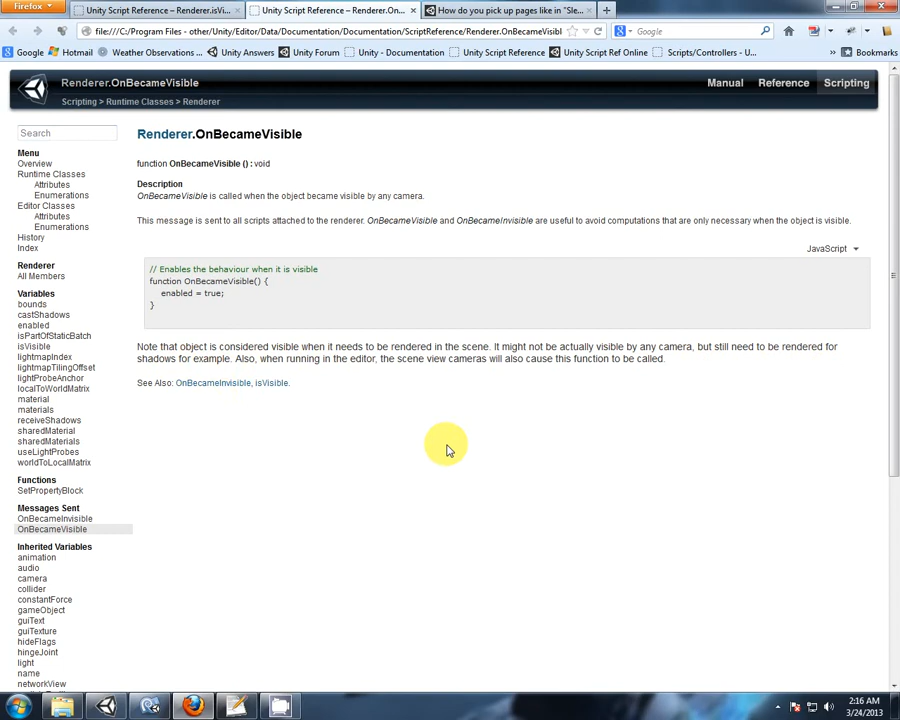 Firefox
Unity Script Reference – Renderer.isVi...
Unity Script Reference – Renderer.On...
How do you pick up pages like in "Sle...
file:///C:/Program Files - other/Unity/Editor/Data/Documentation/Documentation/ScriptReference/Renderer.OnBecameVisibl
Google
Google
Hotmail
Weather Observations ...
Unity Answers
Unity Forum
Unity - Documentation
Unity Script Reference
Unity Script Ref Online
Scripts/Controllers - U...
Bookmarks
Renderer.OnBecameVisible
Manual
Reference
Scripting
Scripting > Runtime Classes > Renderer
Search
Menu
Overview
Runtime Classes
Attributes
Enumerations
Editor Classes
Attributes
Enumerations
History
Index
Renderer
All Members
Variables
bounds
castShadows
enabled
isPartOfStaticBatch
isVisible
lightmapIndex
lightmapTilingOffset
lightProbeAnchor
localToWorldMatrix
material
materials
receiveShadows
sharedMaterial
sharedMaterials
useLightProbes
worldToLocalMatrix
Functions
SetPropertyBlock
Messages Sent
OnBecameInvisible
OnBecameVisible
Inherited Variables
animation
audio
camera
collider
constantForce
gameObject
guiText
guiTexture
hideFlags
hingeJoint
light
name
networkView
Renderer.OnBecameVisible
function OnBecameVisible () : void
Description
OnBecameVisible is called when the object became visible by any camera.
This message is sent to all scripts attached to the renderer. OnBecameVisible and OnBecameInvisible are useful to avoid computations that are only necessary when the object is visible.
JavaScript
// Enables the behaviour when it is visible
function OnBecameVisible() {
enabled = true;
}
Note that object is considered visible when it needs to be rendered in the scene. It might not be actually visible by any camera, but still need to be rendered for
shadows for example. Also, when running in the editor, the scene view cameras will also cause this function to be called.
See Also: OnBecameInvisible, isVisible.
2:16 AM
3/24/2013